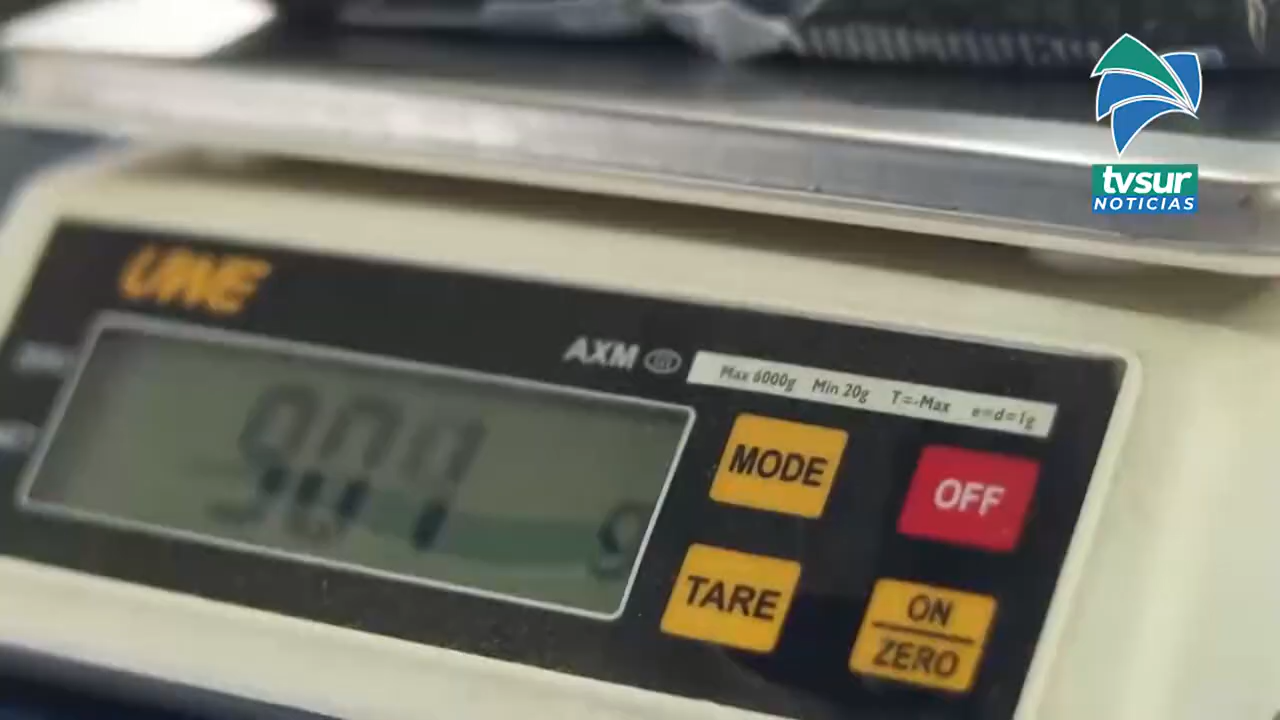 tvsur
NOTICIAS
UWE
AXM
Max 6000g Min 20g T=-Max e=d=1g
MODE
OFF
TARE
ON
ZERO
g